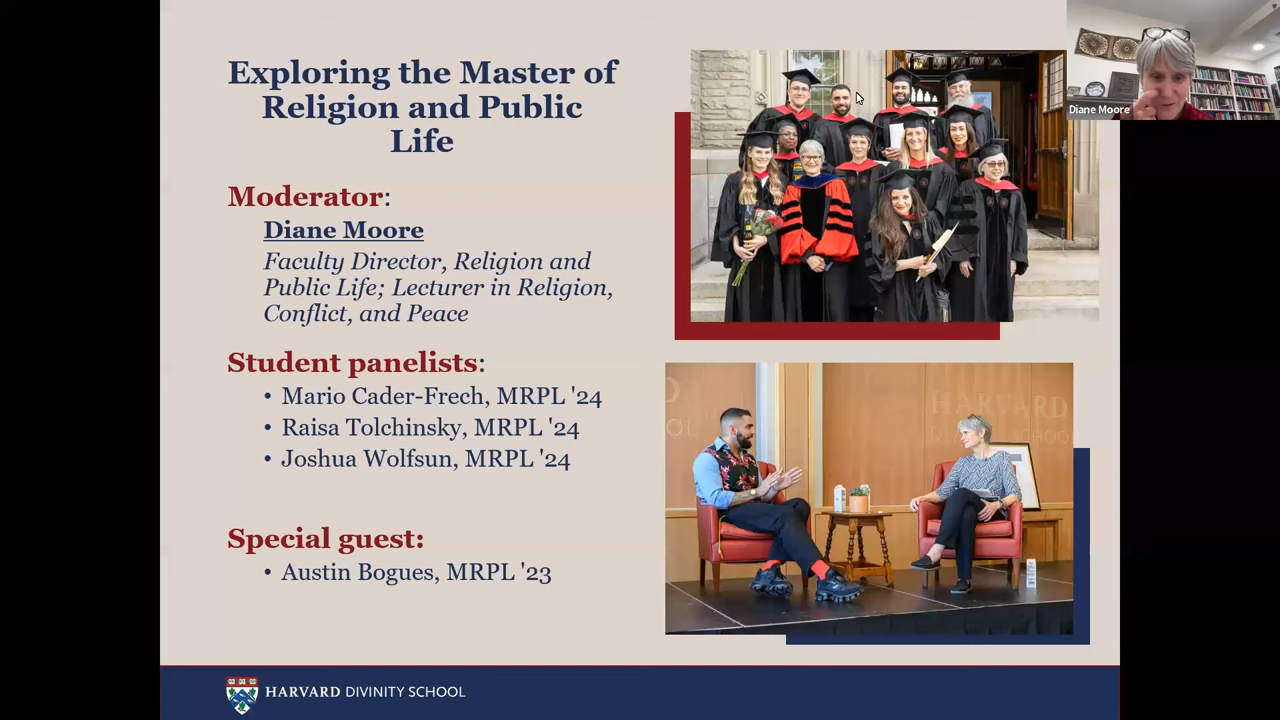 Exploring the Master of
Religion and Public
Life
Moderator:
Diane Moore
Faculty Director, Religion and
Public Life; Lecturer in Religion,
Conflict, and Peace
Student panelists:
• Mario Cader-Frech, MRPL '24
• Raisa Tolchinsky, MRPL '24
• Joshua Wolfsun, MRPL '24
Special guest:
• Austin Bogues, MRPL '23
HARVARD DIVINITY SCHOOL
Diane Moore
HARVARD